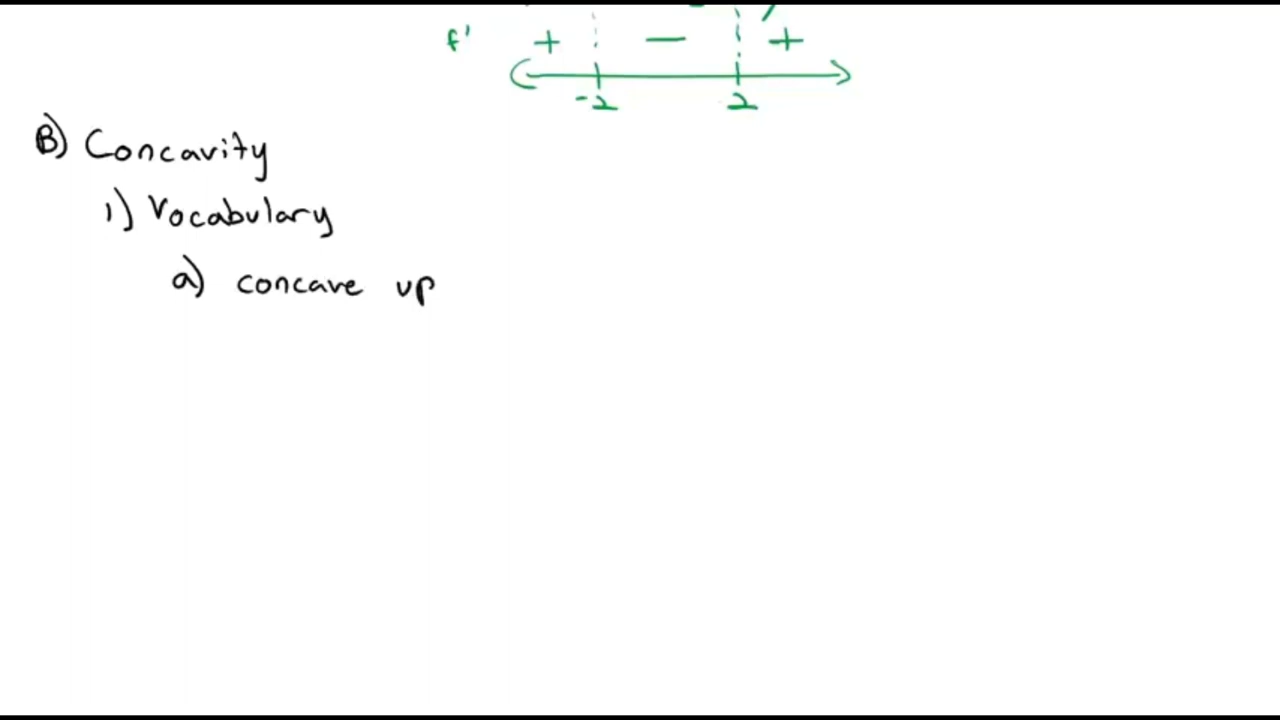 f' + - +
-2 2
B) Concavity
1) Vocabulary
a) concave up